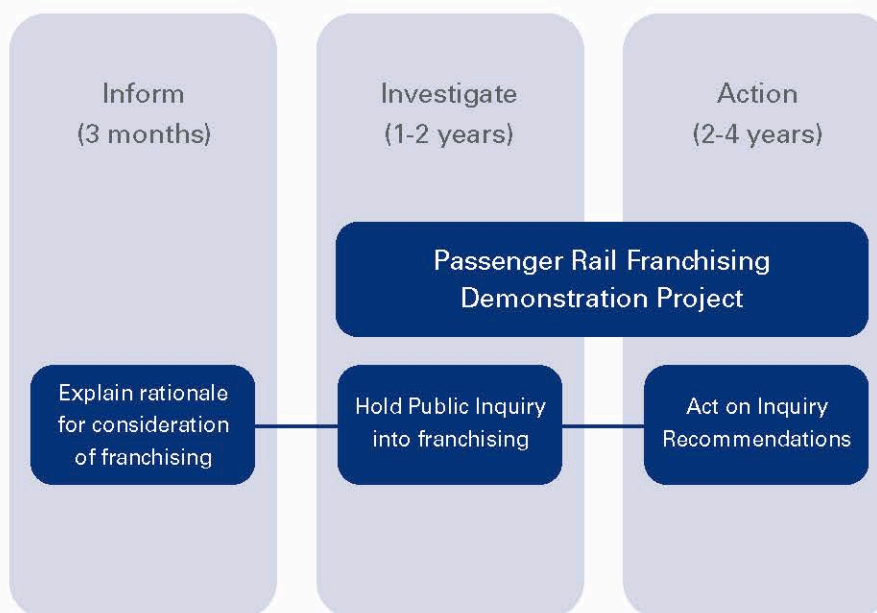 Inform
(3 months)
Investigate
(1-2 years)
Action
(2-4 years)
Passenger Rail Franchising
Demonstration Project
Explain rationale
for consideration
of franchising
Hold Public Inquiry
into franchising
Act on Inquiry
Recommendations